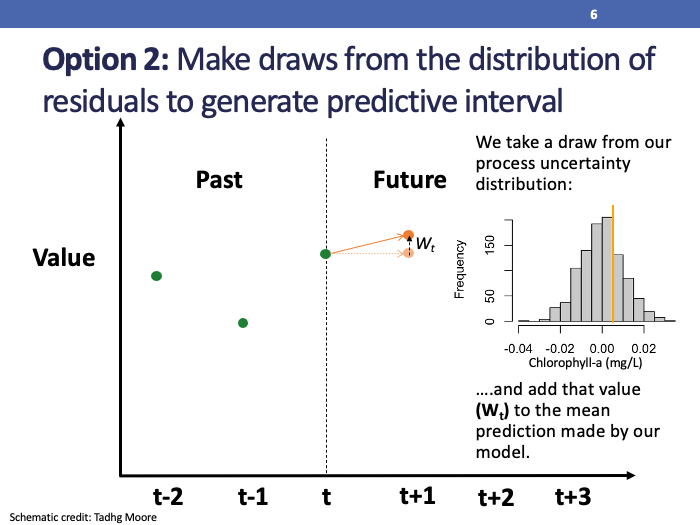 6
Option 2: Make draws from the distribution of
residuals to generate predictive interval
We take a draw from our
process uncertainty
distribution:
Past
Future
Value
Wt
Frequency
150
50
0
-0.04 -0.02 0.00 0.02
Chlorophyll-a (mg/L)
....and add that value
(Wt) to the mean
prediction made by our
model.
t-2 t-1 t t+1 t+2 t+3
Schematic credit: Tadhg Moore